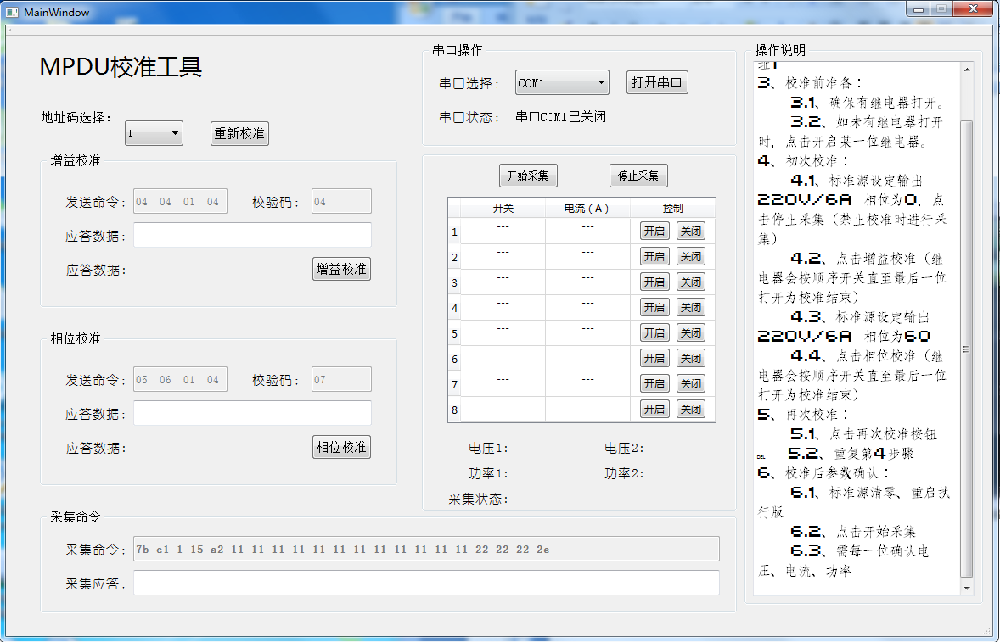 MainWindow
MPDU校准工具
地址码选择：
1
重新校准
增益校准
发送命令：
04 04 01 04
校验码：
04
应答数据：
应答数据：
增益校准
相位校准
发送命令：
05 06 01 04
校验码：
07
应答数据：
应答数据：
相位校准
串口操作
串口选择：
COM1
打开串口
串口状态：
串口COM1已关闭
开始采集
停止采集
开关 电流（A） 控制
1 --- --- 开启 关闭
2 --- --- 开启 关闭
3 --- --- 开启 关闭
4 --- --- 开启 关闭
5 --- --- 开启 关闭
6 --- --- 开启 关闭
7 --- --- 开启 关闭
8 --- --- 开启 关闭
电压1： 电压2：
功率1： 功率2：
采集状态：
采集命令
采集命令：
7b c1 1 15 a2 11 11 11 11 11 11 11 11 11 11 11 11 22 22 22 2e
采集应答：
操作说明
址1
3、校准前准备：
3.1、确保有继电器打开。
3.2、如未有继电器打开
时，点击开启某一位继电器。
4、初次校准：
4.1、标准源设定输出
220V/6A 相位为0，点
击停止采集（禁止校准时进行采
集）
4.2、点击增益校准（继
电器会按顺序开关直至最后一位
打开为校准结束）
4.3、标准源设定输出
220V/6A 相位为60
4.4、点击相位校准（继
电器会按顺序开关直至最后一位
打开为校准结束）
5、再次校准：
5.1、点击再次校准按钮
DEL 5.2、重复第4步骤
6、校准后参数确认：
6.1、标准源清零、重启执
行版
6.2、点击开始采集
6.3、需每一位确认电
压、电流、功率